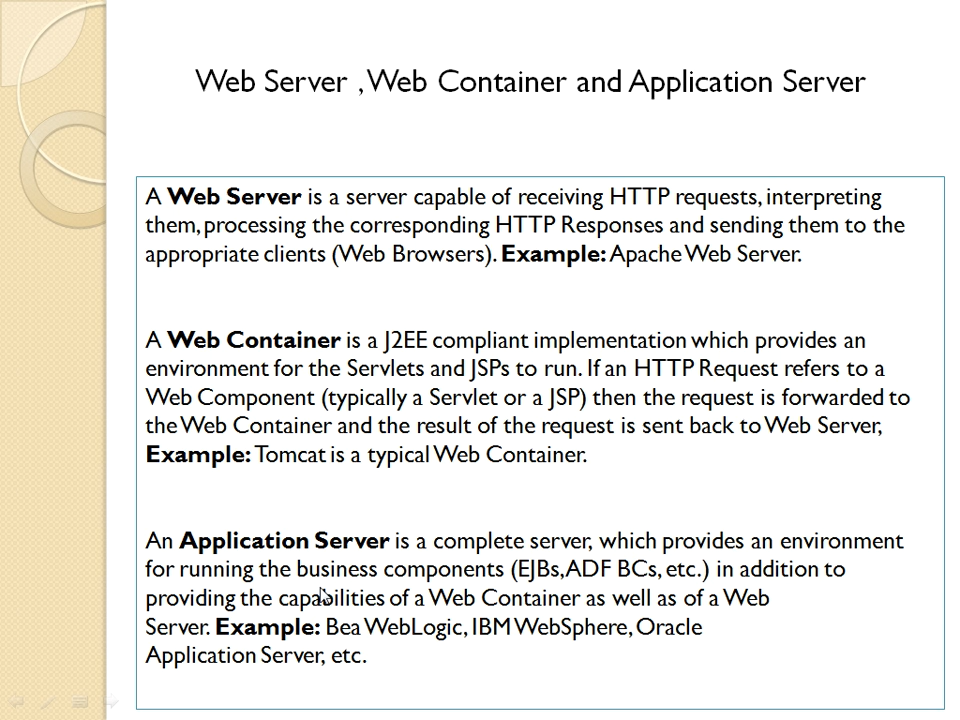 Web Server , Web Container and Application Server
A Web Server is a server capable of receiving HTTP requests, interpreting
them, processing the corresponding HTTP Responses and sending them to the
appropriate clients (Web Browsers). Example: Apache Web Server.
A Web Container is a J2EE compliant implementation which provides an
environment for the Servlets and JSPs to run. If an HTTP Request refers to a
Web Component (typically a Servlet or a JSP) then the request is forwarded to
the Web Container and the result of the request is sent back to Web Server,
Example: Tomcat is a typical Web Container.
An Application Server is a complete server, which provides an environment
for running the business components (EJBs, ADF BCs, etc.) in addition to
providing the capabilities of a Web Container as well as of a Web
Server. Example: Bea WebLogic, IBM WebSphere, Oracle
Application Server, etc.